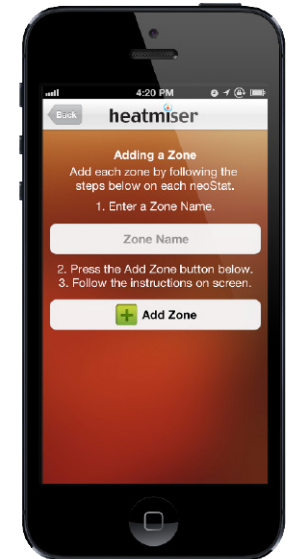 4:20 PM
Back
heatmiser
Adding a Zone
Add each zone by following the
steps below on each neoStat.
1. Enter a Zone Name.
Zone Name
2. Press the Add Zone button below.
3. Follow the instructions on screen.
Add Zone